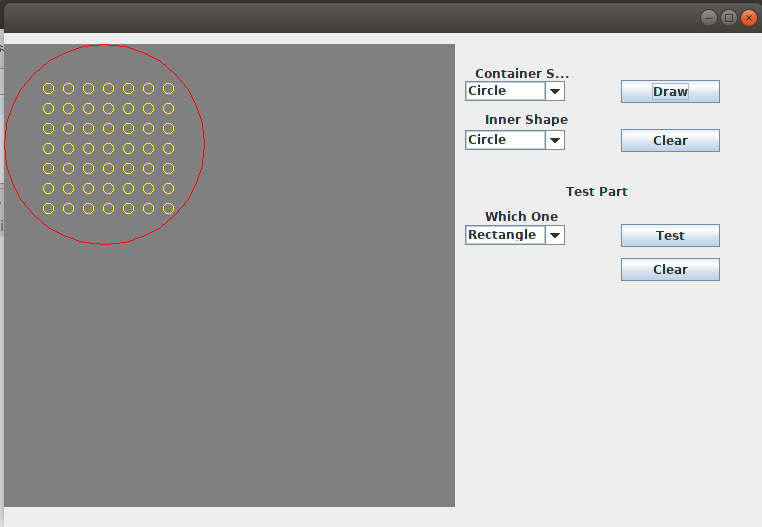 Container S...
Circle
Draw
Inner Shape
Circle
Clear
Test Part
Which One
Rectangle
Test
Clear